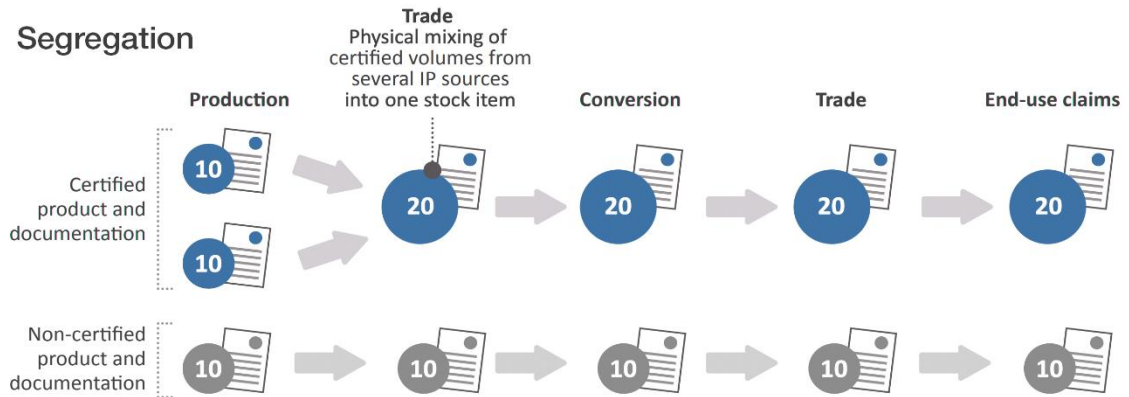 Segregation
Trade
Physical mixing of
certified volumes from
several IP sources
into one stock item
Production
Conversion
Trade
End-use claims
Certified
product and
documentation
10
10
20
20
20
20
Non-certified
product and
documentation
10
10
10
10
10